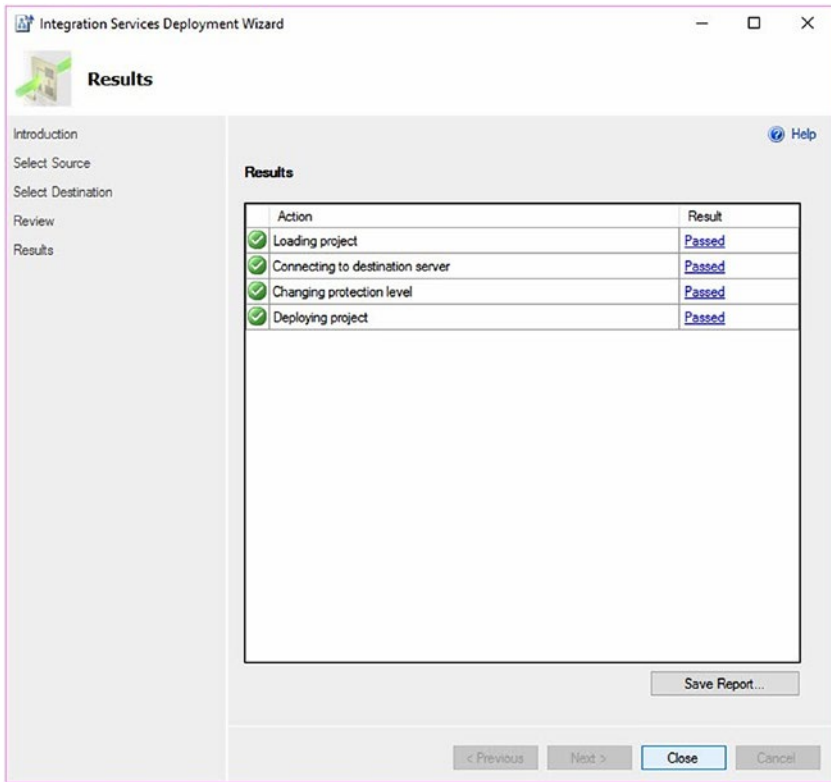 Integration Services Deployment Wizard
Results
Introduction
Select Source
Select Destination
Review
Results
Help
Results
Action Result
Loading project Passed
Connecting to destination server Passed
Changing protection level Passed
Deploying project Passed
Save Report...
< Previous Next > Close Cancel